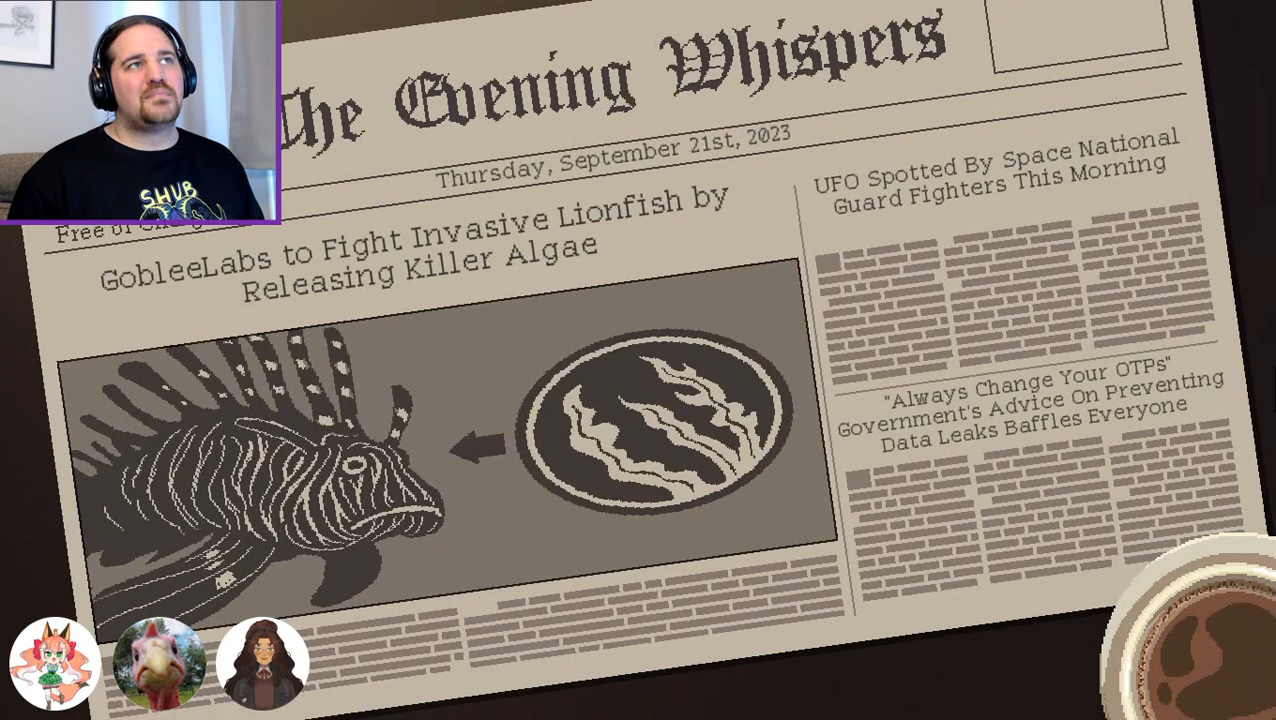 SHUB
The Evening Whispers
Thursday, September 21st, 2023
Free of
GobleeLabs to Fight Invasive Lionfish by
Releasing Killer Algae
UFO Spotted By Space National
Guard Fighters This Morning
"Always Change Your OTPs"
Government's Advice On Preventing
Data Leaks Baffles Everyone